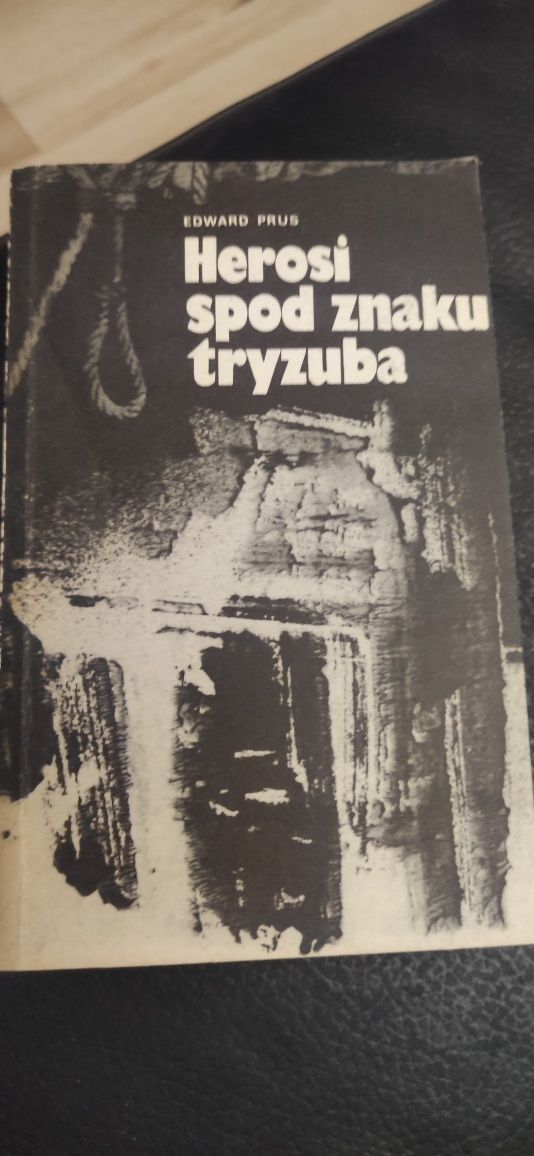 EDWARD PRUS
Herosi
spod znaku
tryzuba